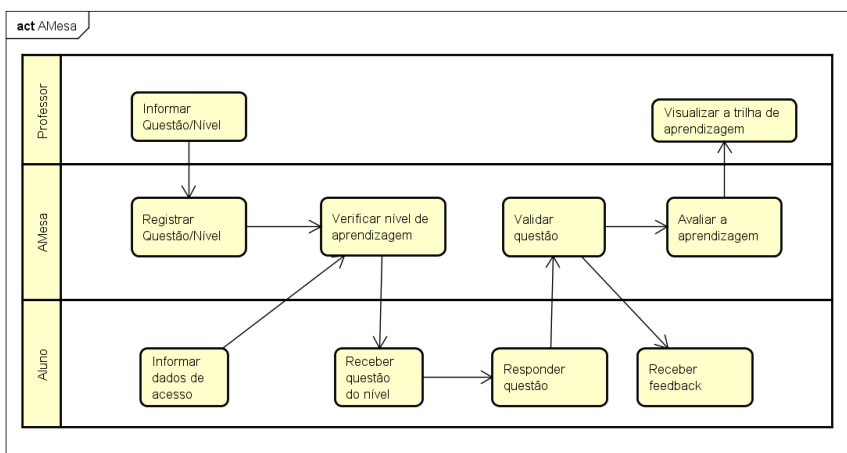 act AMesa
Professor
Informar
Questão/Nível
Visualizar a trilha de
aprendizagem
AMesa
Registrar
Questão/Nível
Verificar nível de
aprendizagem
Validar
questão
Avaliar a
aprendizagem
Aluno
Informar
dados de
acesso
Receber
questão
do nível
Responder
questão
Receber
feedback